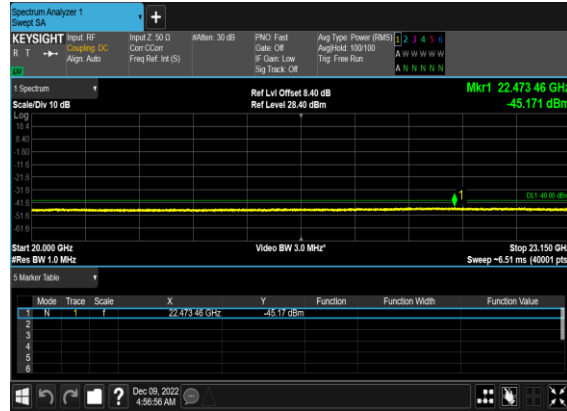 Spectrum Analyzer 1
Swept SA
+
KEYSIGHT Input: RF Input Z: 50 Ω #Atten: 30 dB PNO: Fast Avg Type: Power (RMS) 1 2 3 4 5 6
R T Coupling: DC Corr CCorr Gate: Off Avg|Hold: 100/100 A W W W W W
Align: Auto Freq Ref: Int (S) IF Gain: Low Trig: Free Run
Sig Track: Off A N N N N N
1 Spectrum Ref Lvl Offset 8.40 dB Mkr1 22.473 46 GHz
Scale/Div 10 dB Ref Level 28.40 dBm -45.171 dBm
Log
18.4
8.40
-1.60
-11.6
-21.6
-31.6
1
DL1 -40.00 dBm
-41.6
-51.6
-61.6
Start 20.000 GHz Video BW 3.0 MHz* Stop 23.150 GHz
#Res BW 1.0 MHz Sweep ~6.51 ms (40001 pts)
5 Marker Table
Mode Trace Scale X Y Function Function Width Function Value
1 N 1 f 22.473 46 GHz -45.17 dBm
2
3
4
5
6
? Dec 09, 2022
4:56:56 AM